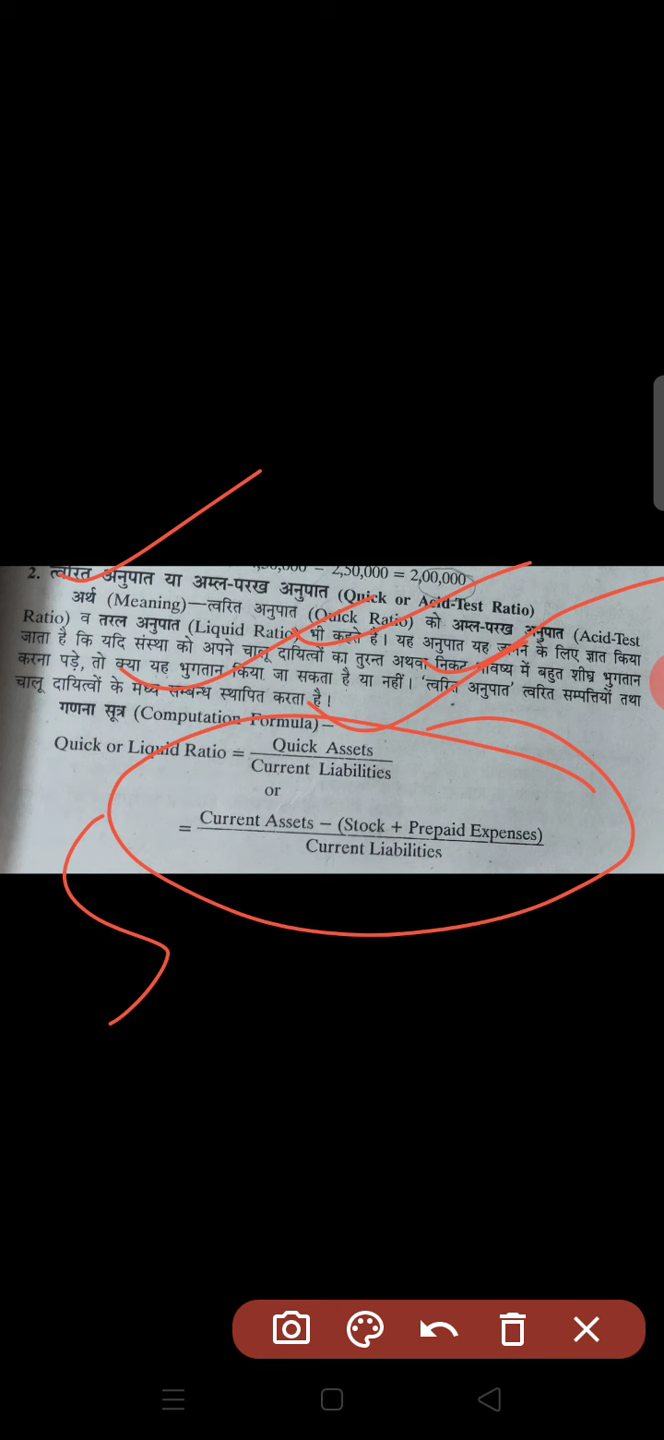 2,50,000 = 2,00,000
2. त्वरित अनुपात या अम्ल-परख अनुपात (Quick or Acid-Test Ratio)
अर्थ (Meaning)—त्वरित अनुपात (Quick Ratio) को अम्ल-परख अनुपात (Acid-Test
Ratio) व तरल अनुपात (Liquid Ratio) भी कहते हैं। यह अनुपात यह जानने के लिए ज्ञात किया
जाता है कि यदि संस्था को अपने चालू दायित्वों का तुरन्त अथवा निकट भविष्य में बहुत शीघ्र भुगतान
करना पड़े, तो क्या यह भुगतान किया जा सकता है या नहीं। 'त्वरित अनुपात' त्वरित सम्पत्तियों तथा
चालू दायित्वों के मध्य सम्बन्ध स्थापित करता है।
गणना सूत्र (Computation Formula)—
Quick or Liquid Ratio = Quick Assets
Current Liabilities
or
= Current Assets − (Stock + Prepaid Expenses)
Current Liabilities